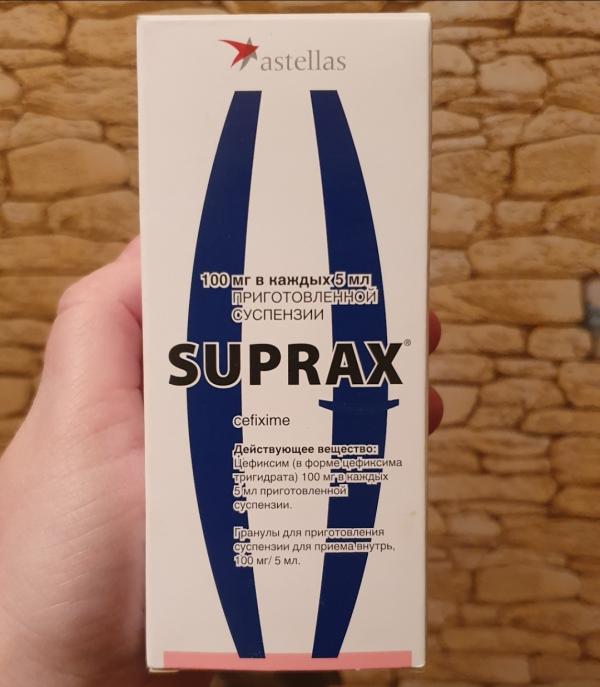 astellas
100 мг в каждых 5 мл
ПРИГОТОВЛЕННОЙ
СУСПЕНЗИИ
SUPRAX®
cefixime
Действующее вещество:
Цефиксим (в форме цефиксима
тригидрата) 100 мг в каждых
5 мл приготовленной
суспензии.
Гранулы для приготовления
суспензии для приема внутрь,
100 мг/ 5 мл.